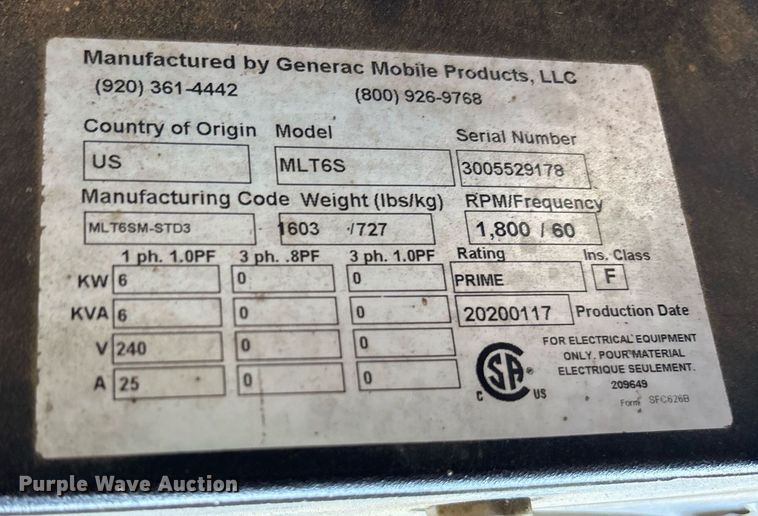 Manufactured by Generac Mobile Products, LLC
(920) 361-4442 (800) 926-9768
Country of Origin Model Serial Number
US MLT6S 3005529178
Manufacturing Code Weight (lbs/kg) RPM/Frequency
MLT6SM-STD3 1603 /727 1,800 / 60
1 ph. 1.0PF 3 ph. .8PF 3 ph. 1.0PF Rating Ins. Class
KW 6 0 0 PRIME F
KVA 6 0 0 20200117 Production Date
V 240 0 0
A 25 0 0
FOR ELECTRICAL EQUIPMENT
ONLY. POUR MATERIAL
ELECTRIQUE SEULEMENT.
209649
Form SFC626B
C SA ® US
Purple Wave Auction